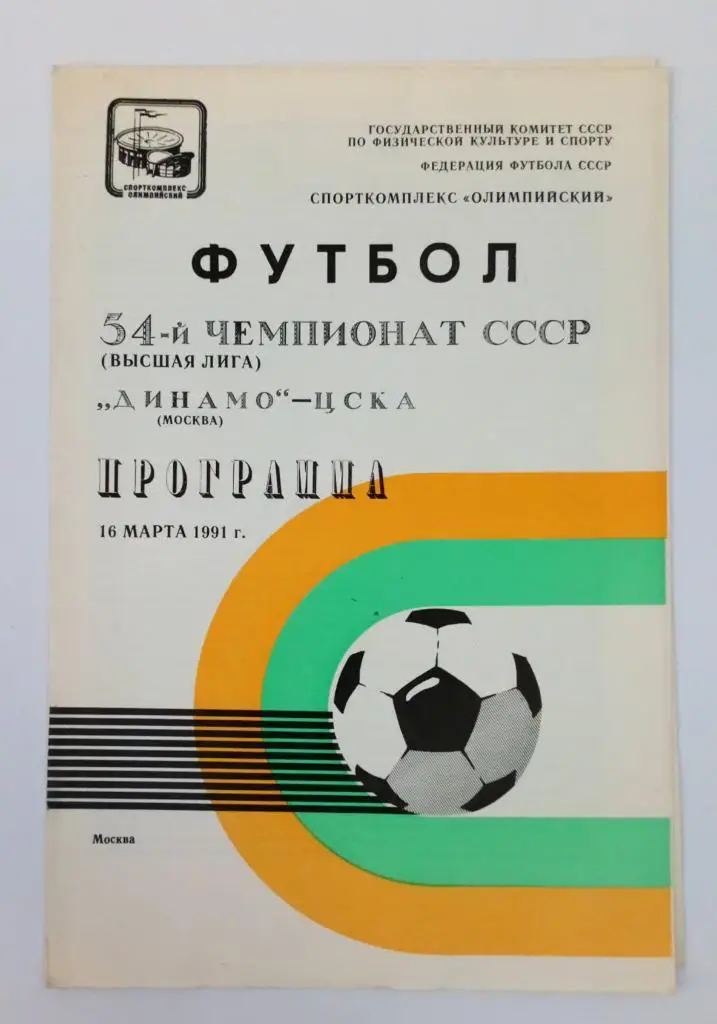 СПОРТКОМПЛЕКС
ОЛИМПИЙСКИЙ
ГОСУДАРСТВЕННЫЙ КОМИТЕТ СССР
ПО ФИЗИЧЕСКОЙ КУЛЬТУРЕ И СПОРТУ
ФЕДЕРАЦИЯ ФУТБОЛА СССР
СПОРТКОМПЛЕКС «ОЛИМПИЙСКИЙ»
ФУТБОЛ
54-й ЧЕМПИОНАТ СССР
(ВЫСШАЯ ЛИГА)
„ДИНАМО“—ЦСКА
(МОСКВА)
ПРОГРАММА
16 МАРТА 1991 г.
Москва